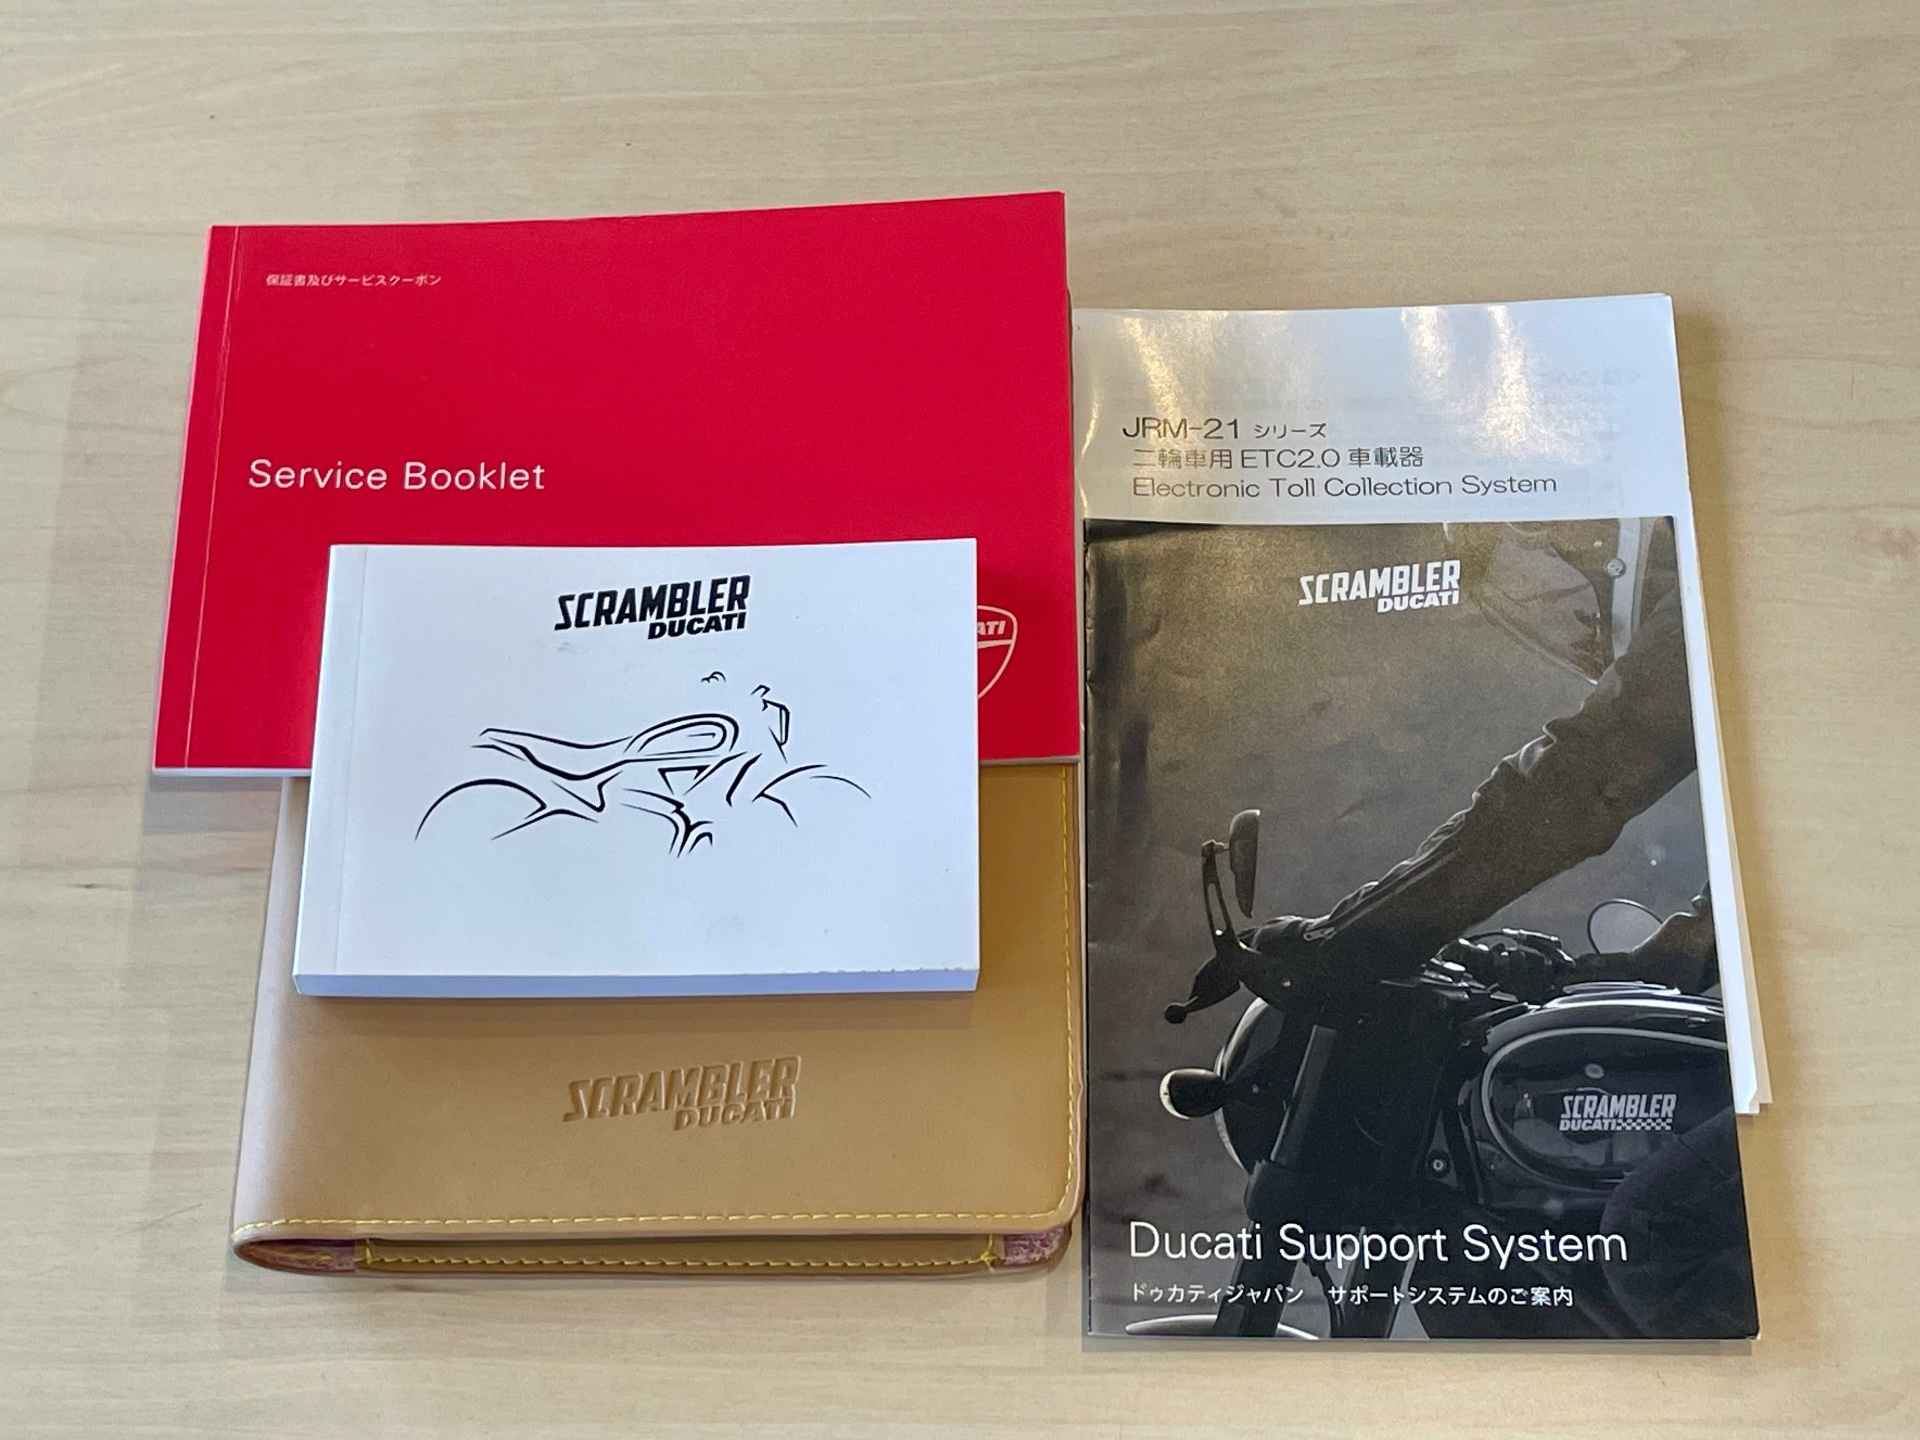 保証書及びサービスクーポン
Service Booklet
ATI
SCRAMBLER
DUCATI
SCRAMBLER
DUCATI
JRM-21 シリーズ
二輪車用 ETC2.0 車載器
Electronic Toll Collection System
SCRAMBLER
DUCATI
SCRAMBLER
DUCATI
Ducati Support System
ドゥカティジャパン サポートシステムのご案内